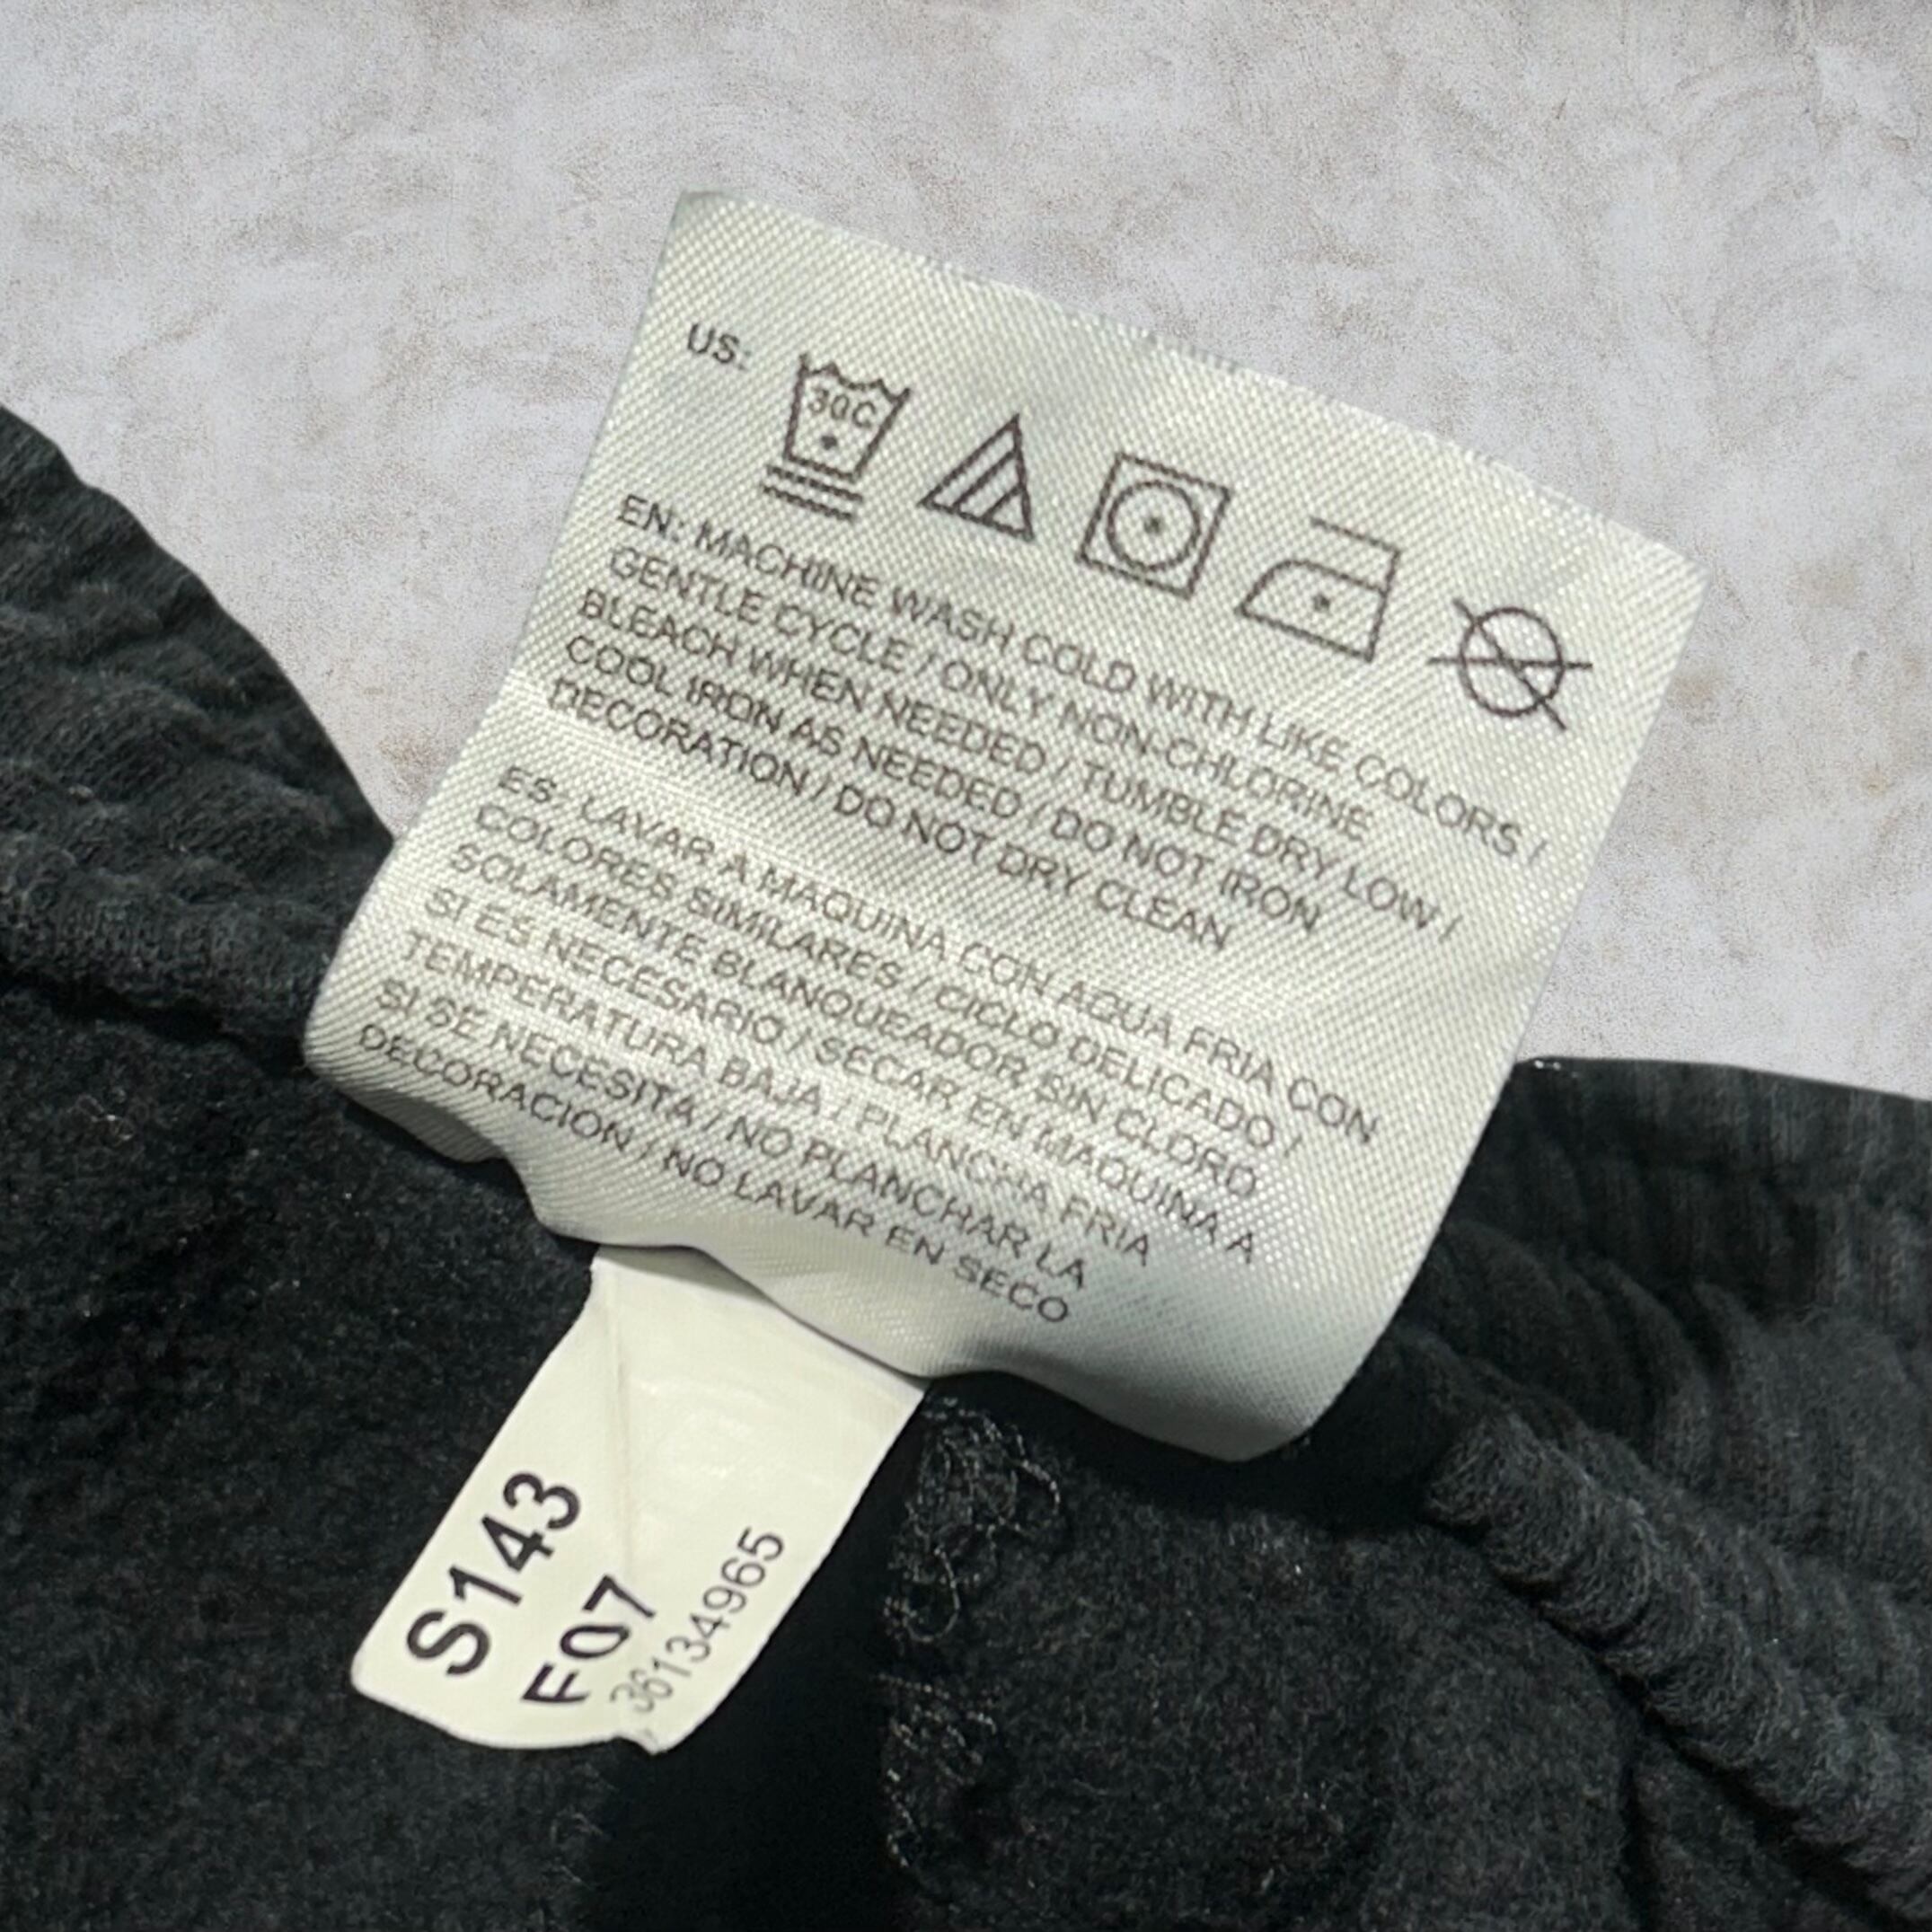 US:
30C
EN: MACHINE WASH COLD WITH LIKE COLORS /
GENTLE CYCLE / ONLY NON-CHLORINE
BLEACH WHEN NEEDED / TUMBLE DRY LOW /
COOL IRON AS NEEDED / DO NOT IRON
DECORATION / DO NOT DRY CLEAN
ES: LAVAR A MAQUINA CON AGUA FRIA CON
COLORES SIMILARES / CICLO DELICADO /
SOLAMENTE BLANQUEADOR SIN CLORO
SI ES NECESARIO / SECAR EN MAQUINA A
TEMPERATURA BAJA / PLANCHA FRIA
SI SE NECESITA / NO PLANCHAR LA
DECORACION / NO LAVAR EN SECO
S143
F07
36134965